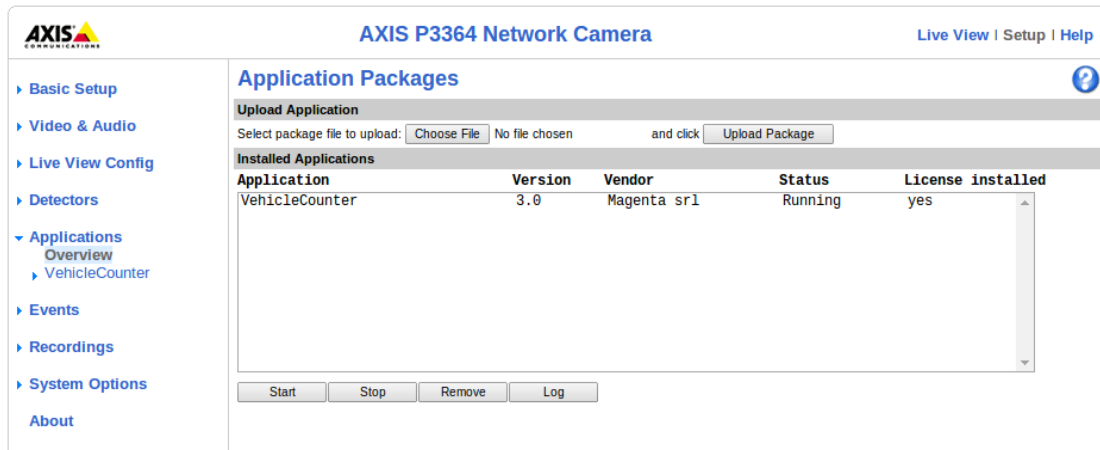 AXIS
COMMUNICATIONS
AXIS P3364 Network Camera
Live View | Setup | Help
Basic Setup
Video & Audio
Live View Config
Detectors
Applications
Overview
VehicleCounter
Events
Recordings
System Options
About
Application Packages
?
Upload Application
Select package file to upload: Choose File No file chosen and click Upload Package
Installed Applications
Application Version Vendor Status License installed
VehicleCounter 3.0 Magenta srl Running yes
Start Stop Remove Log